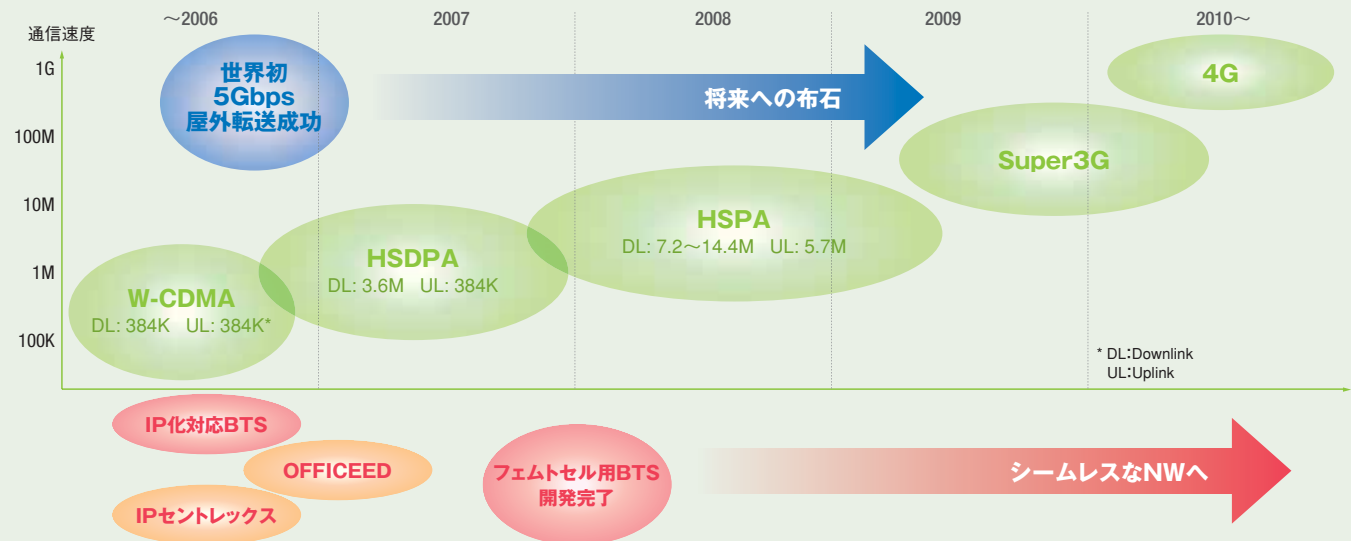 ～2006
2007
2008
2009
2010～
通信速度
1G
100M
10M
1M
100K
世界初
5Gbps
屋外転送成功
将来への布石
4G
Super3G
HSPA
DL: 7.2～14.4M UL: 5.7M
HSDPA
DL: 3.6M UL: 384K
W-CDMA
DL: 384K UL: 384K*
* DL:Downlink
UL:Uplink
IP化対応BTS
OFFICEED
IPセントレックス
フェムトセル用BTS
開発完了
シームレスなNWへ